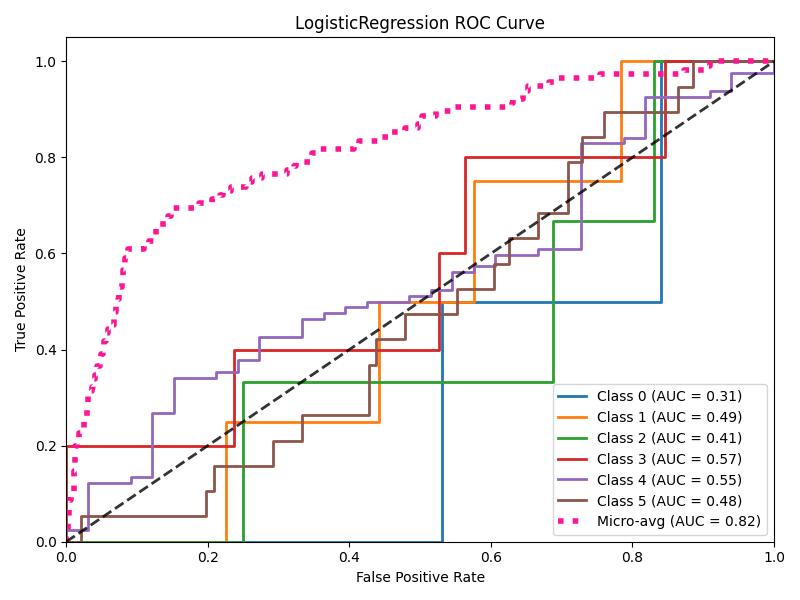 LogisticRegression ROC Curve
True Positive Rate
1.0
0.8
0.6
0.4
0.2
0.0
Class 0 (AUC = 0.31)
Class 1 (AUC = 0.49)
Class 2 (AUC = 0.41)
Class 3 (AUC = 0.57)
Class 4 (AUC = 0.55)
Class 5 (AUC = 0.48)
Micro-avg (AUC = 0.82)
0.0 0.2 0.4 0.6 0.8 1.0
False Positive Rate